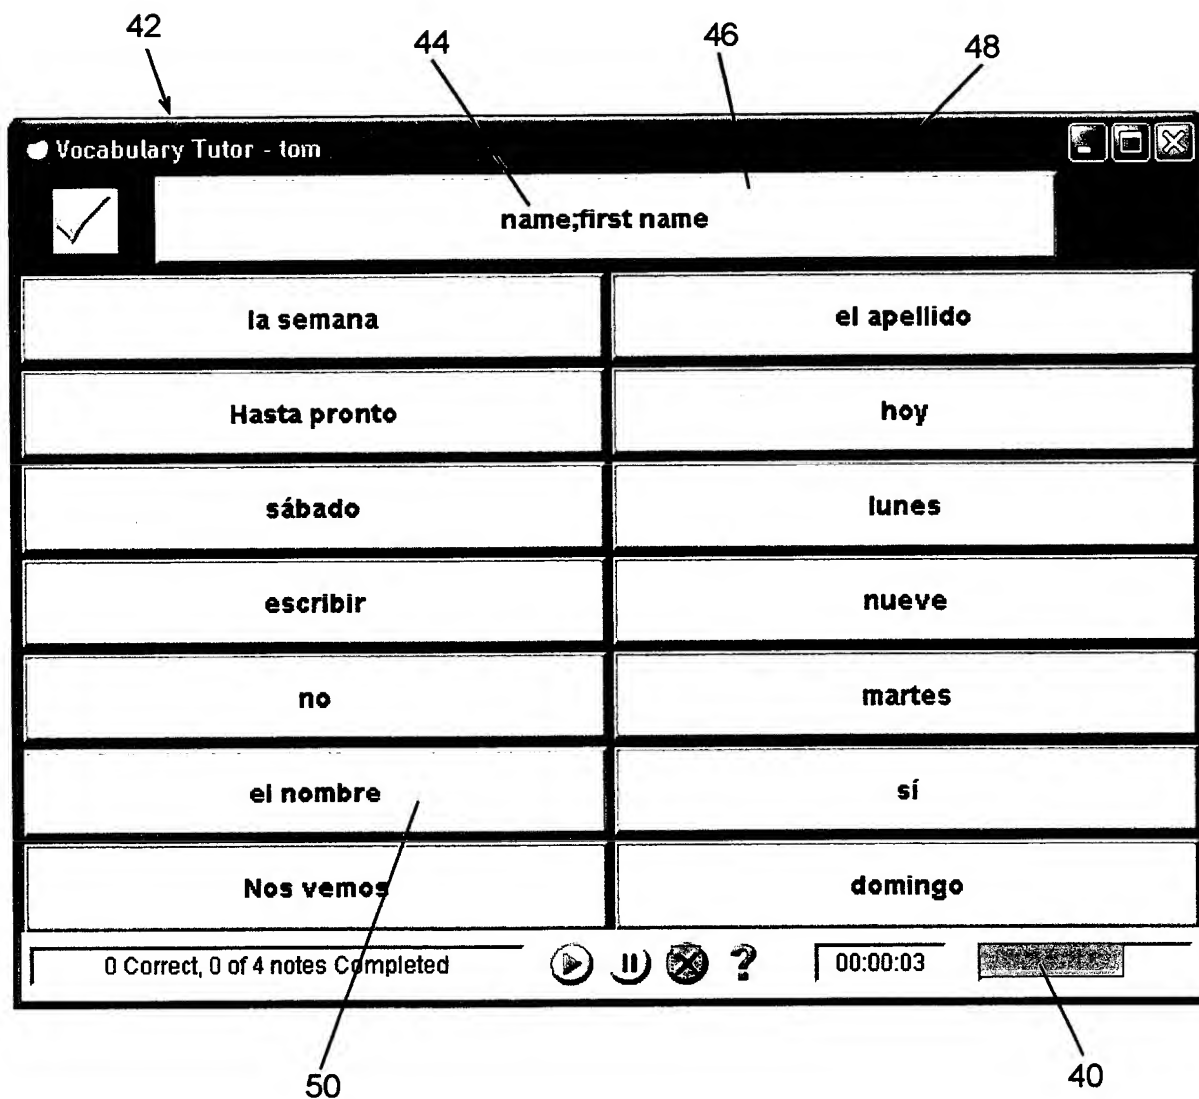 42
44
46
48
Vocabulary Tutor - tom
name;first name
la semana
el apellido
Hasta pronto
hoy
sábado
lunes
escribir
nueve
no
martes
el nombre
sí
Nos vemos
domingo
0 Correct, 0 of 4 notes Completed
?
00:00:03
50
40